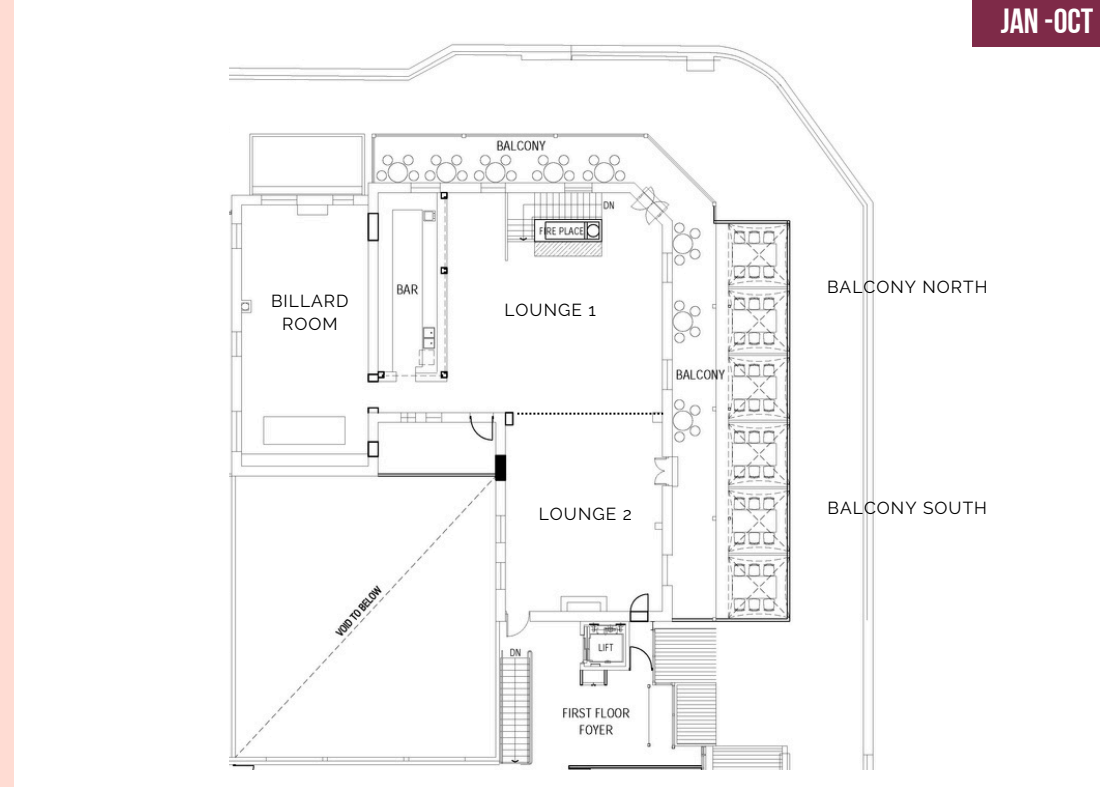 JAN -OCT
BALCONY
DN
FIRE PLACE
BAR
BILLARD
ROOM
LOUNGE 1
BALCONY NORTH
BALCONY
LOUNGE 2
BALCONY SOUTH
VOID TO BELOW
LIFT
DN
FIRST FLOOR
FOYER